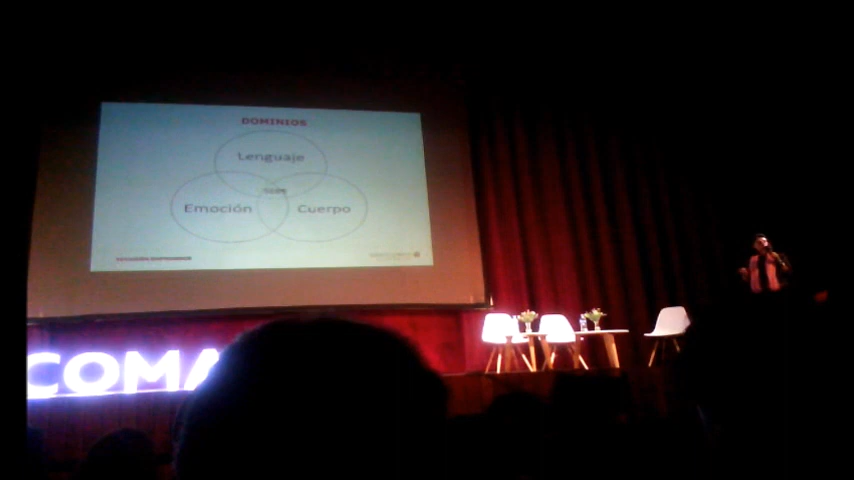 DOMINIOS
Lenguaje
Emoción
Cuerpo
COMA